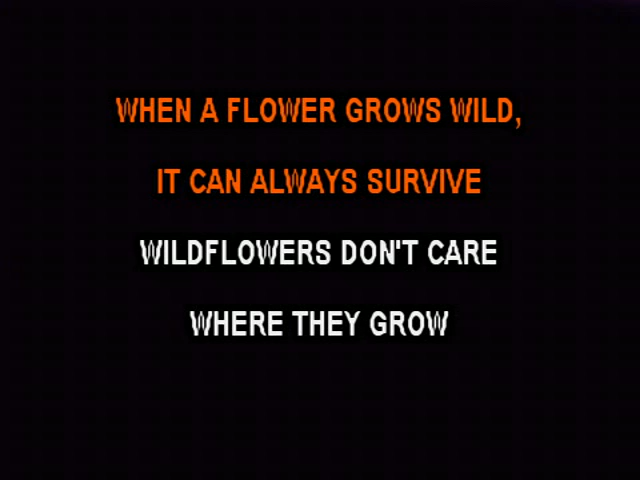 WHEN A FLOWER GROWS WILD,
IT CAN ALWAYS SURVIVE
WILDFLOWERS DON'T CARE
WHERE THEY GROW